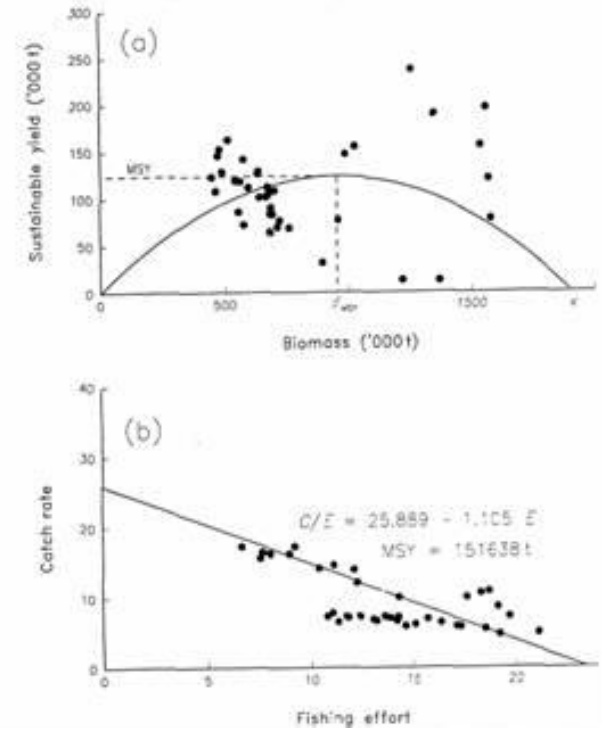 (a)
Sustainable yield ('000t)
300
250
200
150
100
50
0
MSY
0
500
1500
Biomass ('000t)
(b)
Catch rate
40
30
20
10
0
C/E = 25.889 - 1.105 E
MSY = 151638t
0
5
10
15
20
Fishing effort